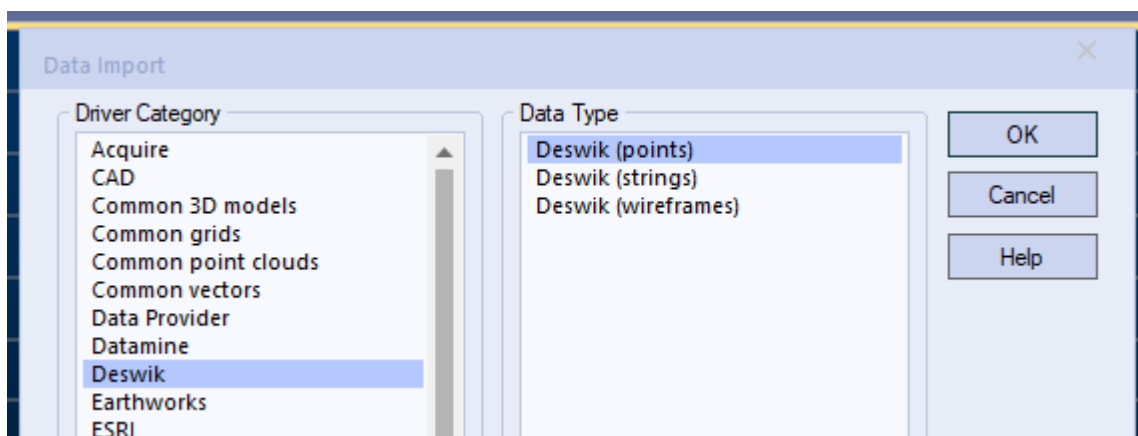 Data Import
Driver Category
Acquire
CAD
Common 3D models
Common grids
Common point clouds
Common vectors
Data Provider
Datamine
Deswik
Earthworks
ESRI
Data Type
Deswik (points)
Deswik (strings)
Deswik (wireframes)
OK
Cancel
Help